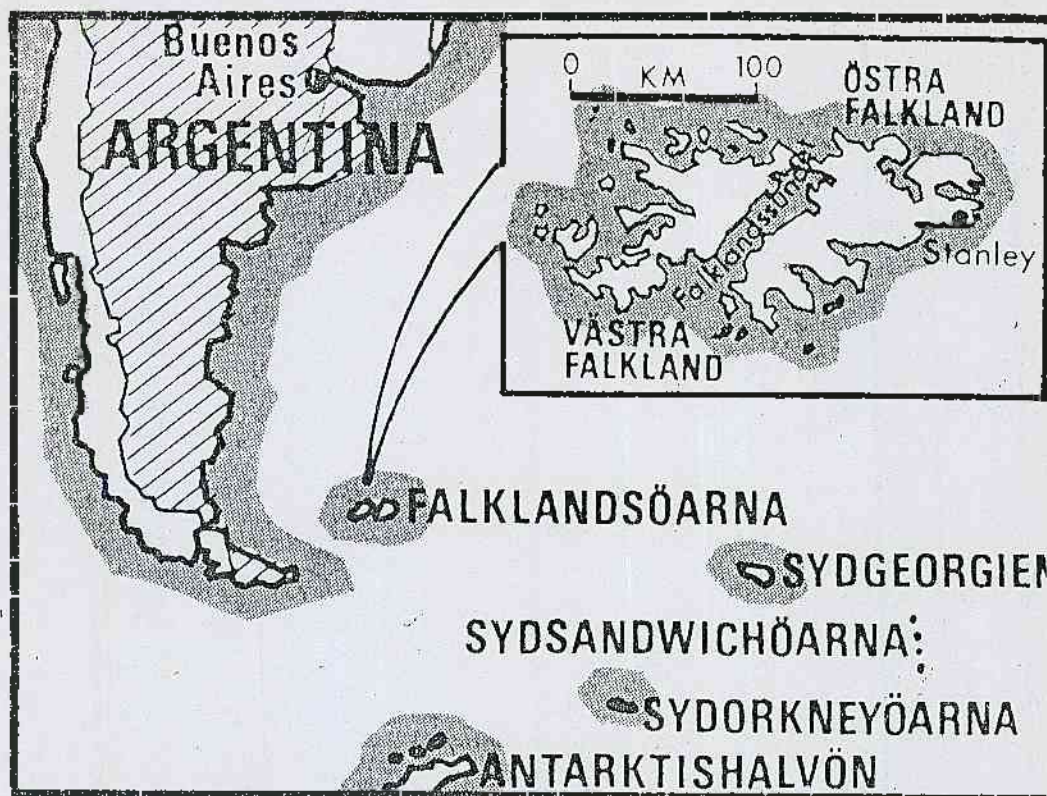 Buenos
Aires
ARGENTINA
0 KM 100
ÖSTRA
FALKLAND
Falklandssundet
Stanley
VÄSTRA
FALKLAND
FALKLANDSÖARNA
SYDGEORGIEN
SYDSANDWICHÖARNA
SYDORKNEYÖARNA
ANTARKTISHALVÖN